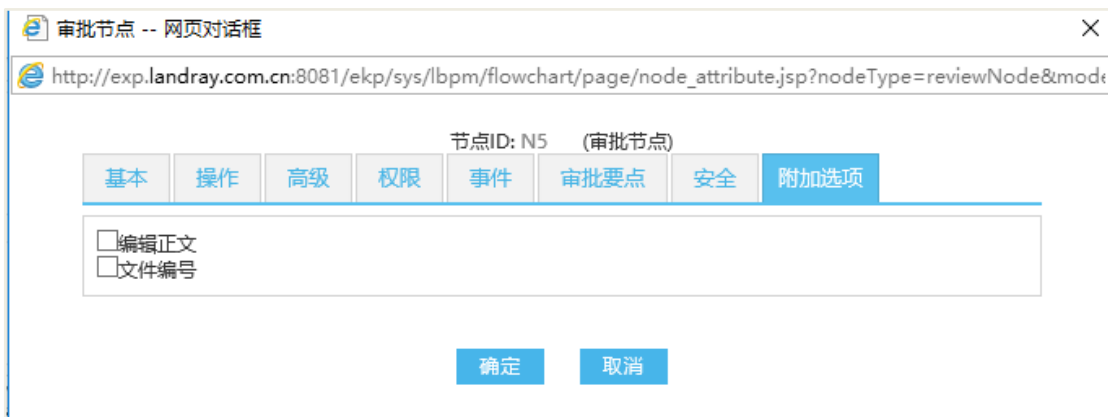 审批节点 -- 网页对话框
http://exp.landray.com.cn:8081/ekp/sys/lbpm/flowchart/page/node_attribute.jsp?nodeType=reviewNode&mode
节点ID: N5 (审批节点)
基本 操作 高级 权限 事件 审批要点 安全 附加选项
编辑正文
文件编号
确定 取消